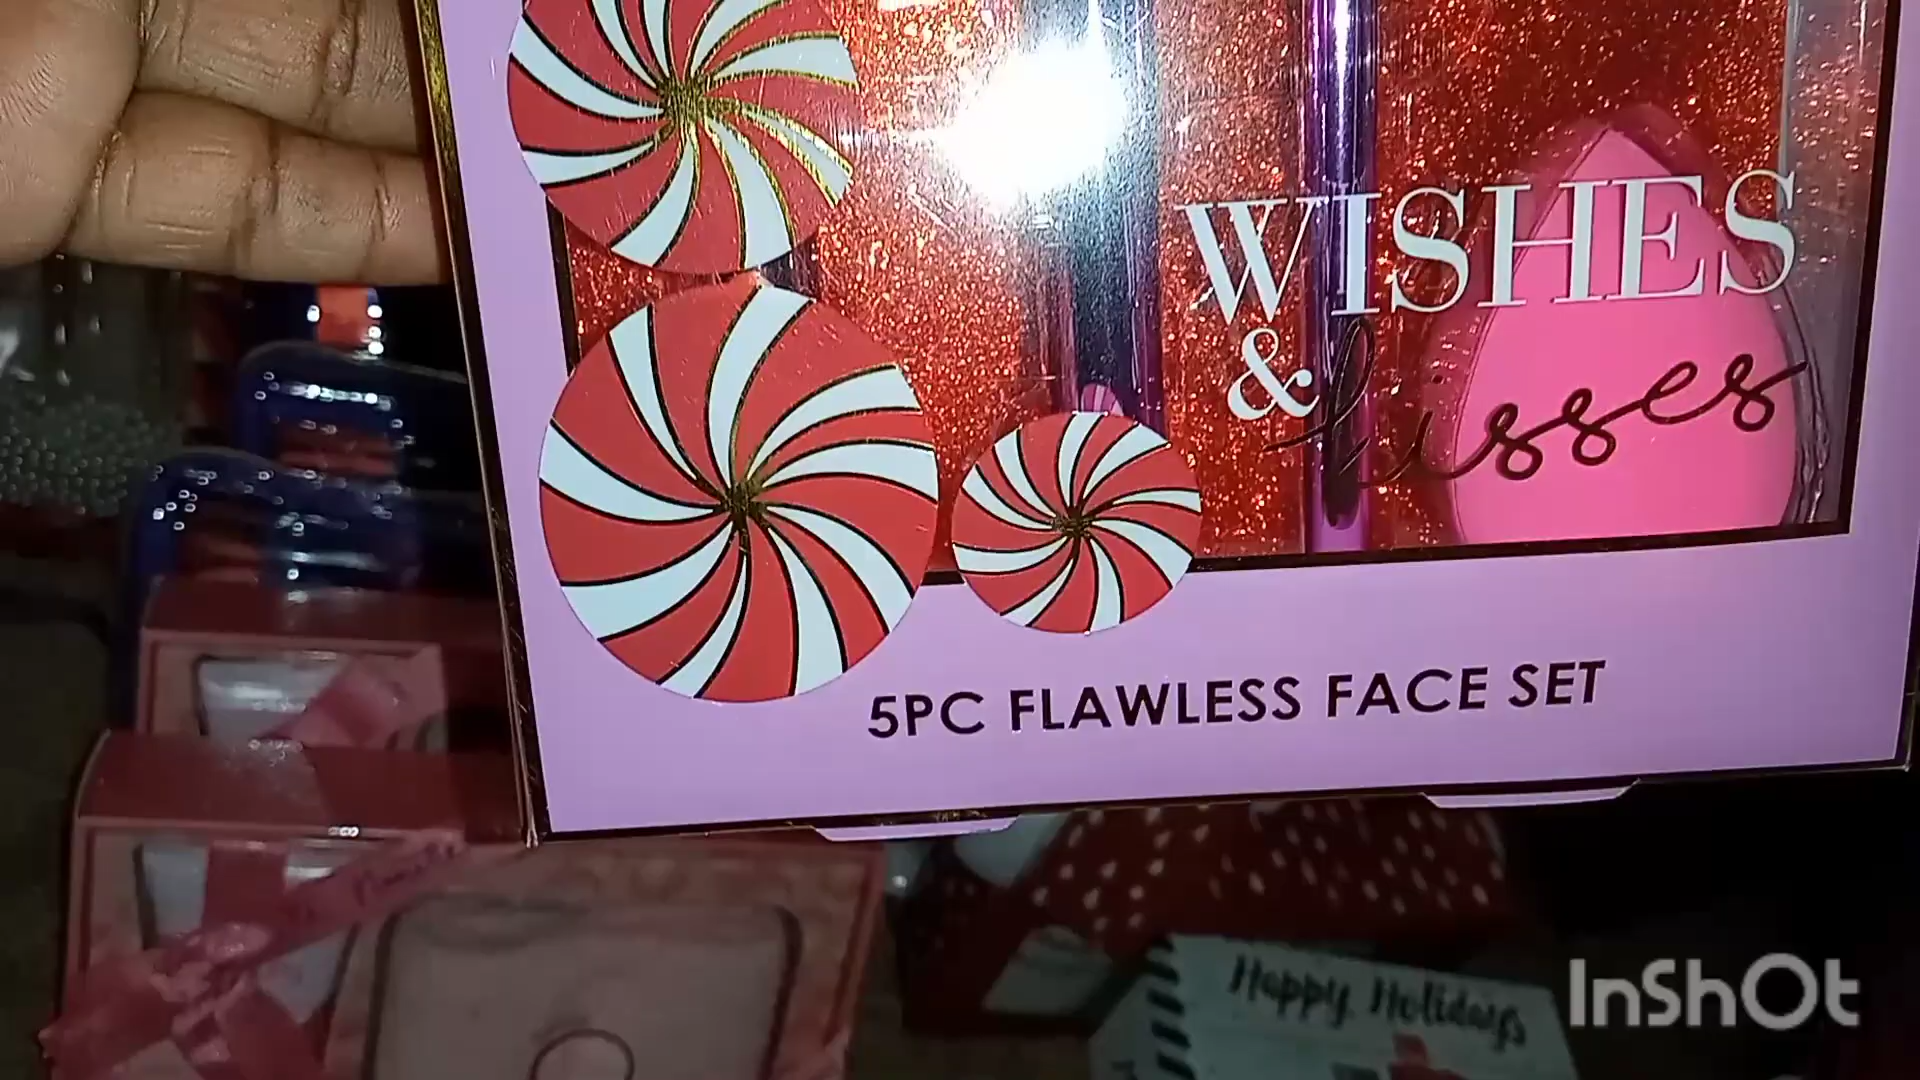 WISHES
&
kisses
5PC FLAWLESS FACE SET
Happy Holidays
InShOt